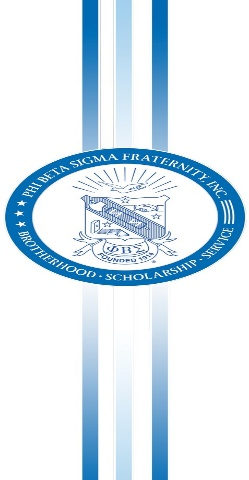 PHI BETA SIGMA FRATERNITY, INC.
ΦΒΣ
FOUNDED 1914
BROTHERHOOD · SCHOLARSHIP · SERVICE
®